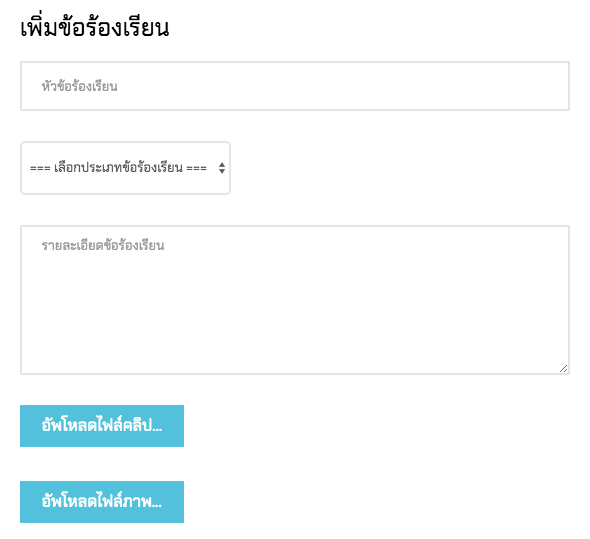 เพิ่มข้อร้องเรียน
หัวข้อร้องเรียน
=== เลือกประเภทข้อร้องเรียน ===
รายละเอียดข้อร้องเรียน
อัพโหลดไฟล์คลิป...
อัพโหลดไฟล์ภาพ...